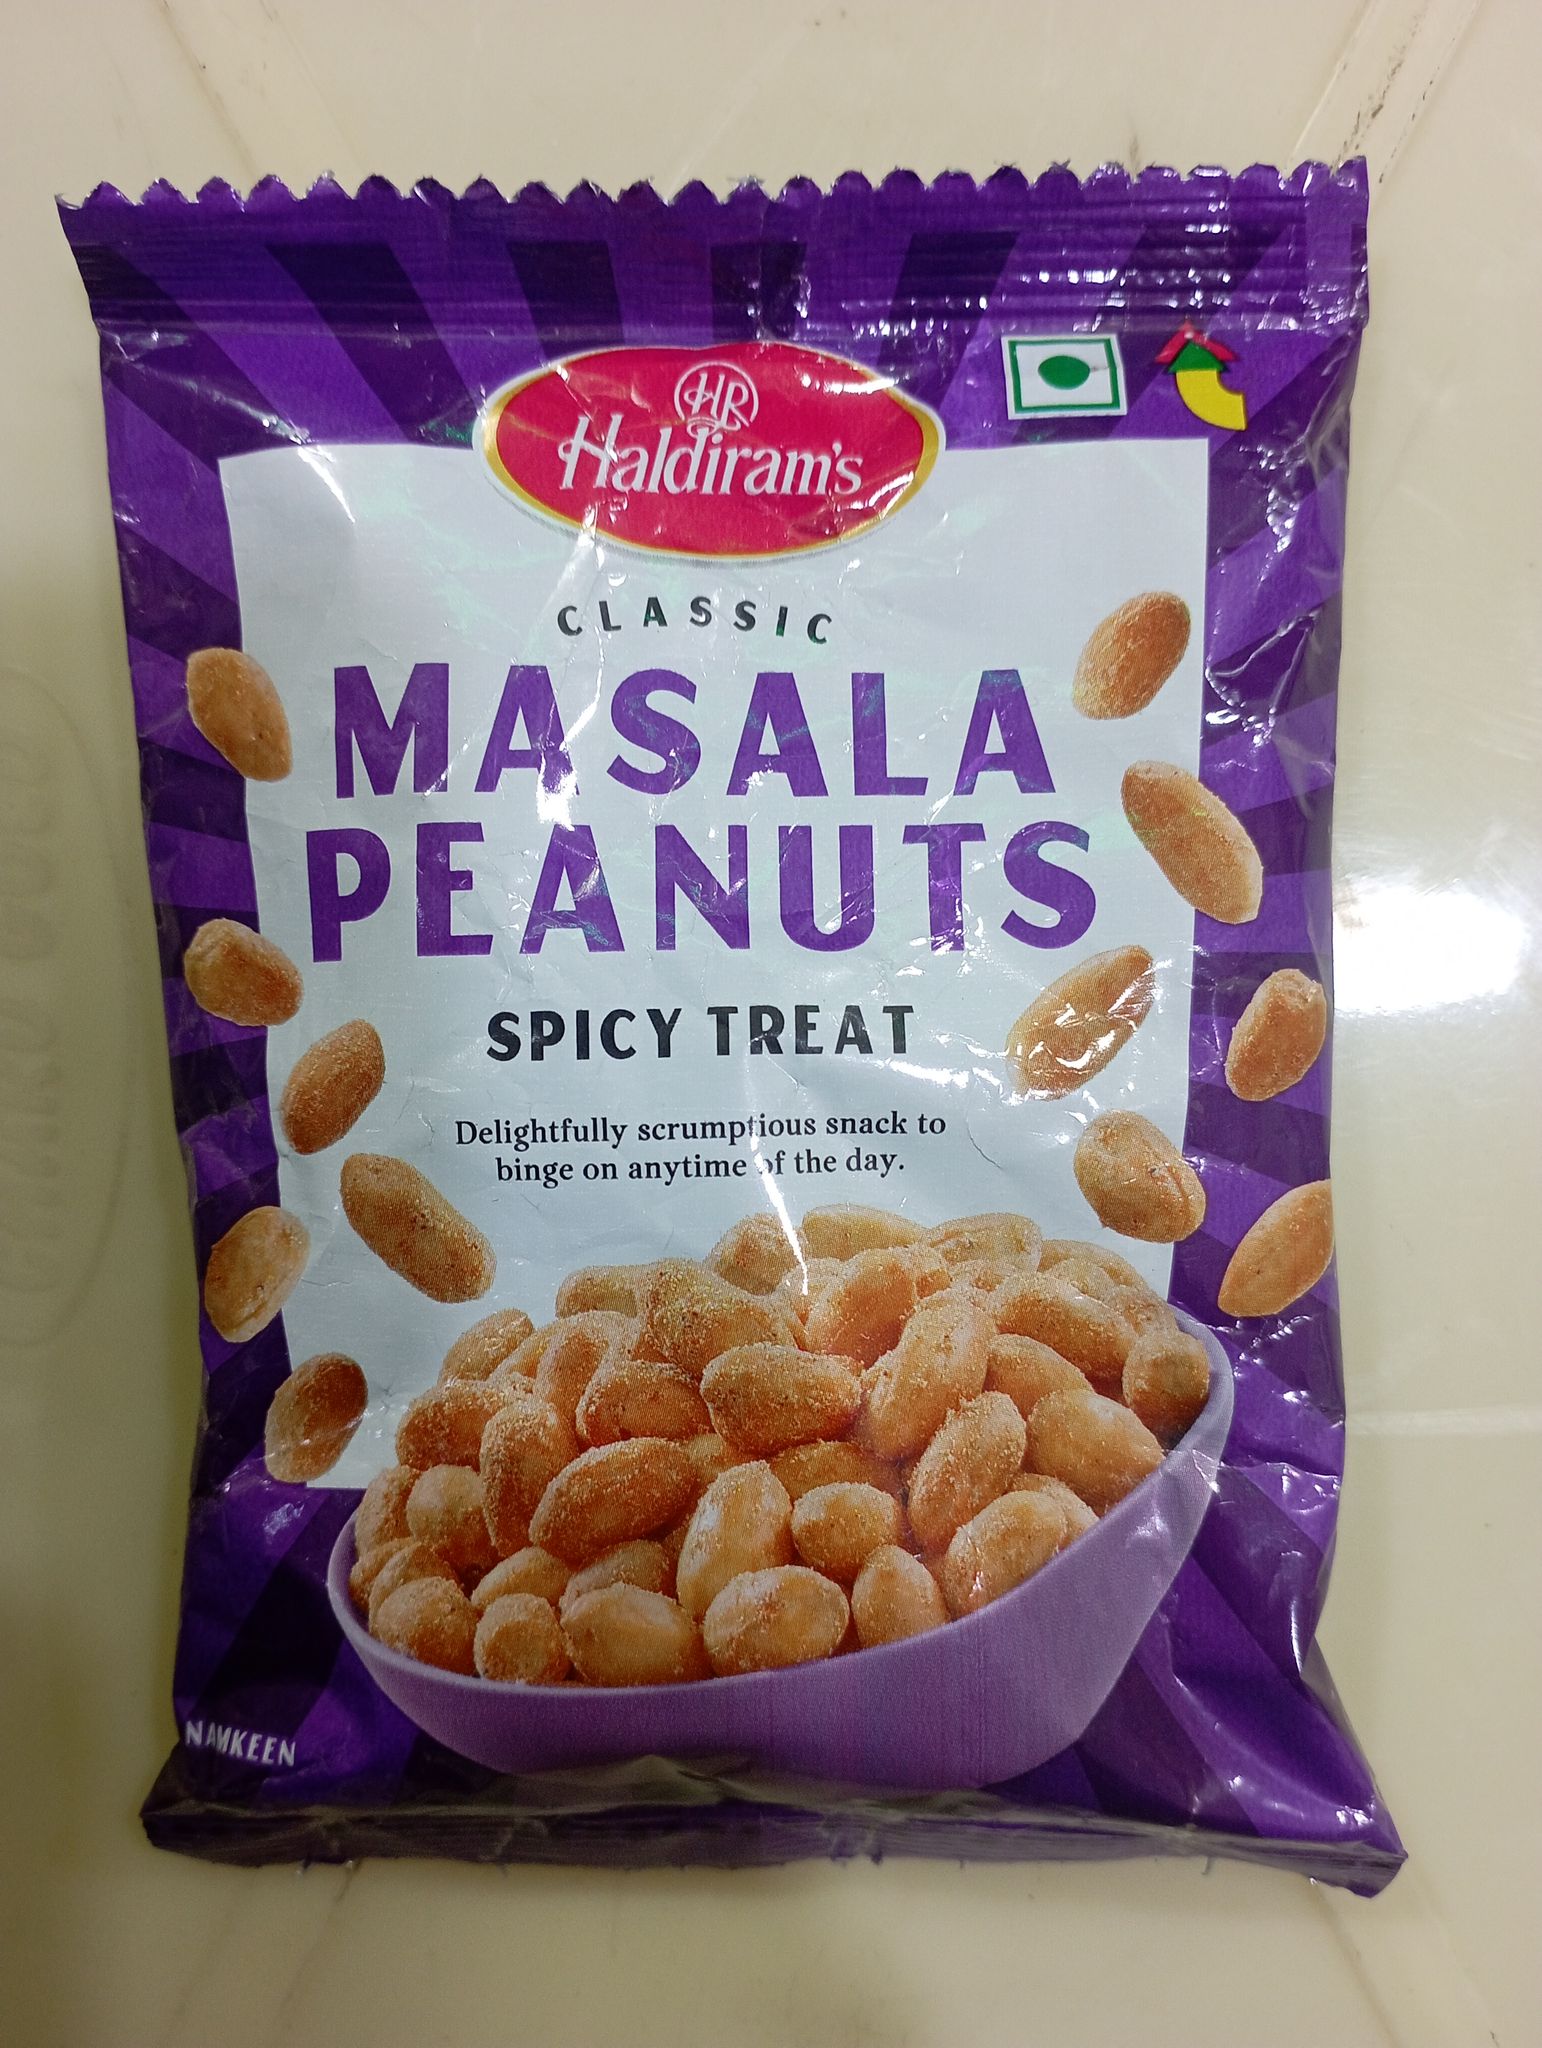 HR
Haldiram's
CLASSIC
MASALA
PEANUTS
SPICY TREAT
Delightfully scrumptious snack to
binge on anytime of the day.
NAMKEEN